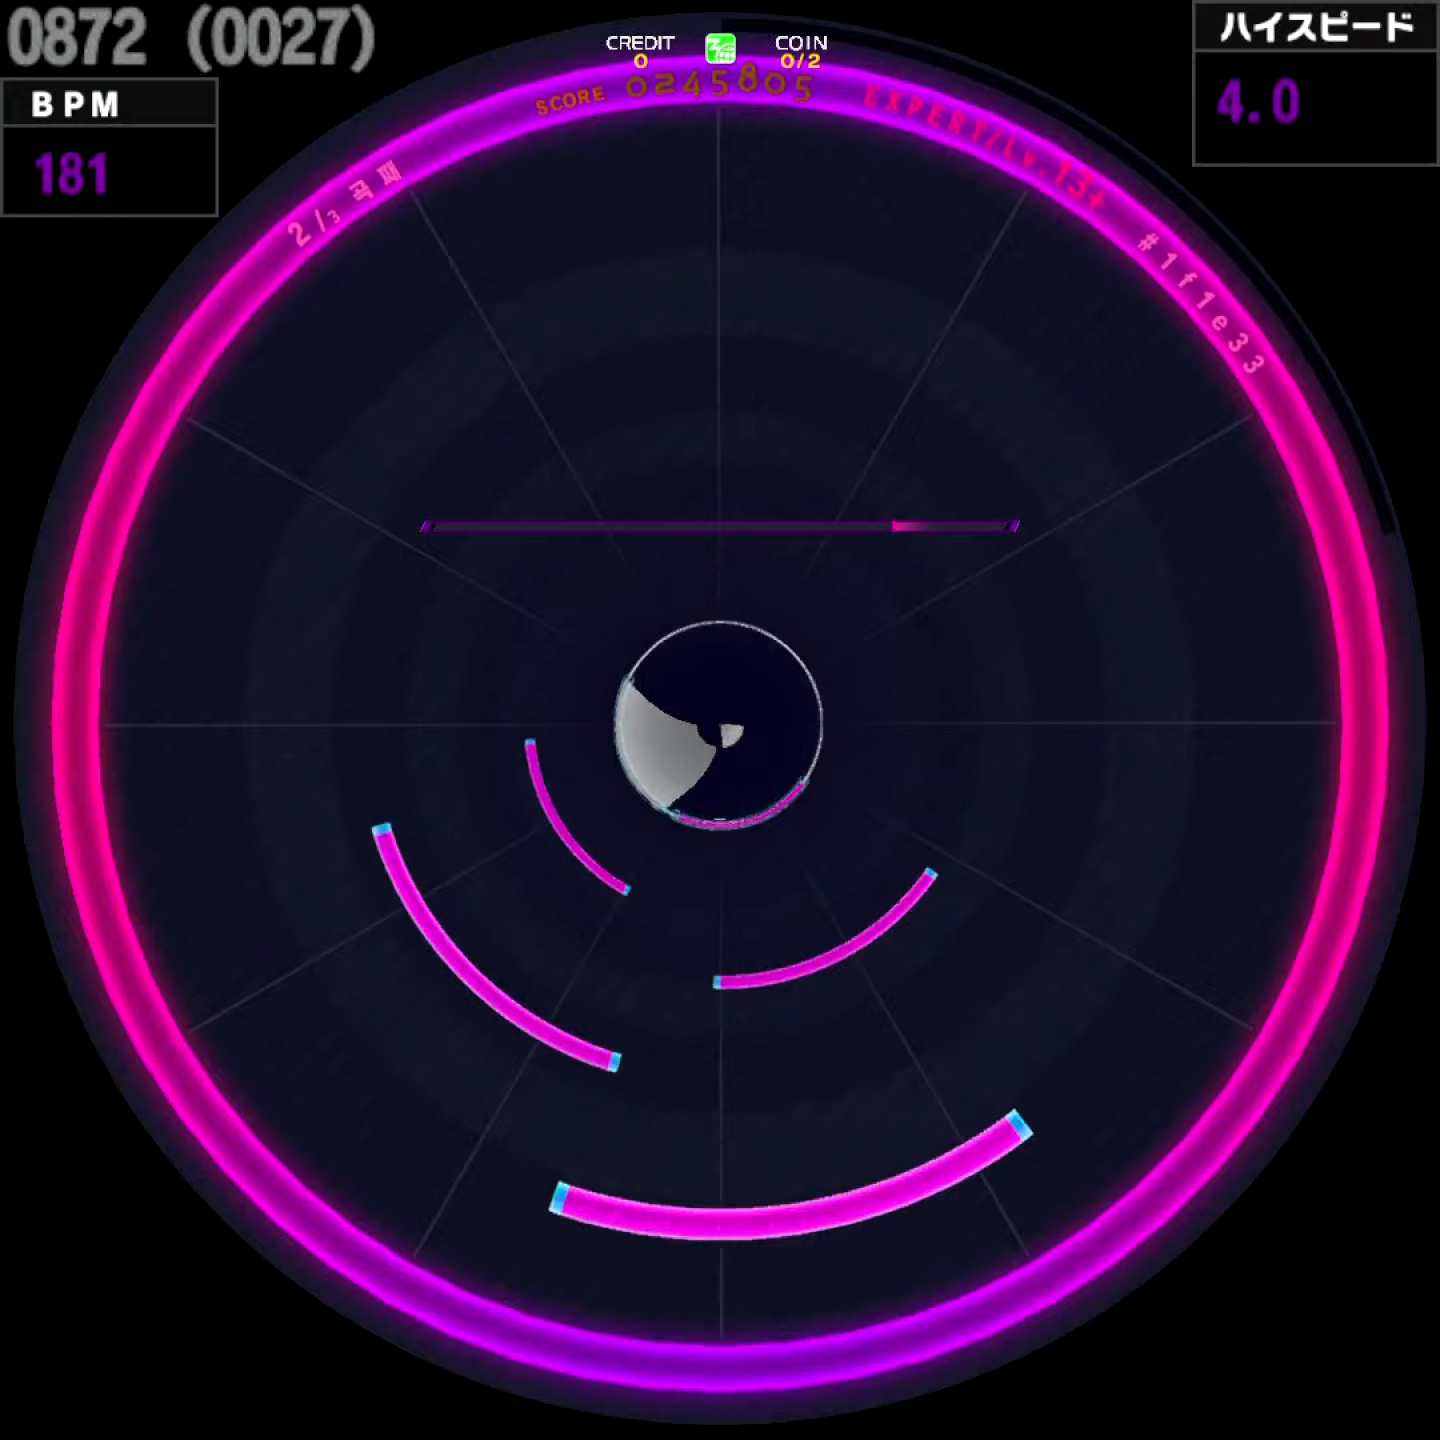 0872 (0027)
BPM
181
CREDIT
0
COIN
0/2
ハイスピード
4.0
2/3 곡째
SCORE 0245805
EXPERT/Lv.13+
#1f1e33